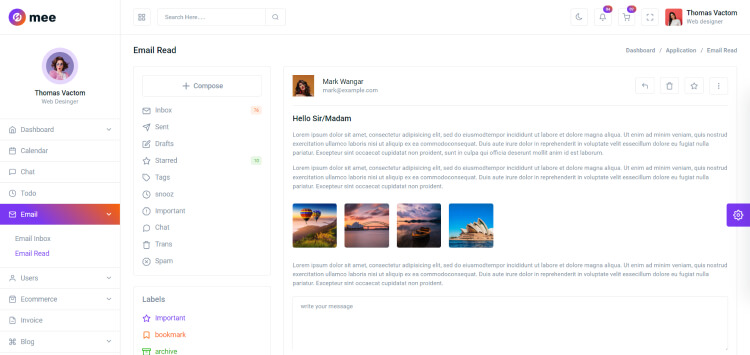 mee
Search Here.....
84
99
Thomas Vactom
Web designer
Thomas Vactom
Web Desinger
Dashboard
Calendar
Chat
Todo
Email
Email Inbox
Email Read
Users
Ecommerce
Invoice
Blog
Email Read
Dashboard / Application / Email Read
Compose
Inbox
76
Sent
Drafts
Starred
10
Tags
snooz
Important
Chat
Trans
Spam
Labels
Important
bookmark
archive
Mark Wangar
mark@example.com
Hello Sir/Madam
Lorem ipsum dolor sit amet, consectetur adipisicing elit, sed do eiusmodtempor incididunt ut labore et dolore magna aliqua. Ut enim ad minim veniam, quis nostrud
exercitation ullamco laboris nisi ut aliquip ex ea commodoconsequat. Duis aute irure dolor in reprehenderit in voluptate velit essecillum dolore eu fugiat nulla
pariatur. Excepteur sint occaecat cupidatat non proident, sunt in culpa qui officia deserunt mollit anim id est laborum.
Lorem ipsum dolor sit amet, consectetur adipisicing elit, sed do eiusmodtempor incididunt ut labore et dolore magna aliqua. Ut enim ad minim veniam, quis nostrud
exercitation ullamco laboris nisi ut aliquip ex ea commodoconsequat. Duis aute irure dolor in reprehenderit in voluptate velit essecillum dolore eu fugiat nulla
pariatur. Excepteur sint occaecat cupidatat non proident.
Lorem ipsum dolor sit amet, consectetur adipisicing elit, sed do eiusmodtempor incididunt ut labore et dolore magna aliqua. Ut enim ad minim veniam, quis nostrud
exercitation ullamco laboris nisi ut aliquip ex ea commodoconsequat. Duis aute irure dolor in reprehenderit in voluptate velit essecillum dolore eu fugiat nulla
pariatur. Excepteur sint occaecat cupidatat non proident.
write your message